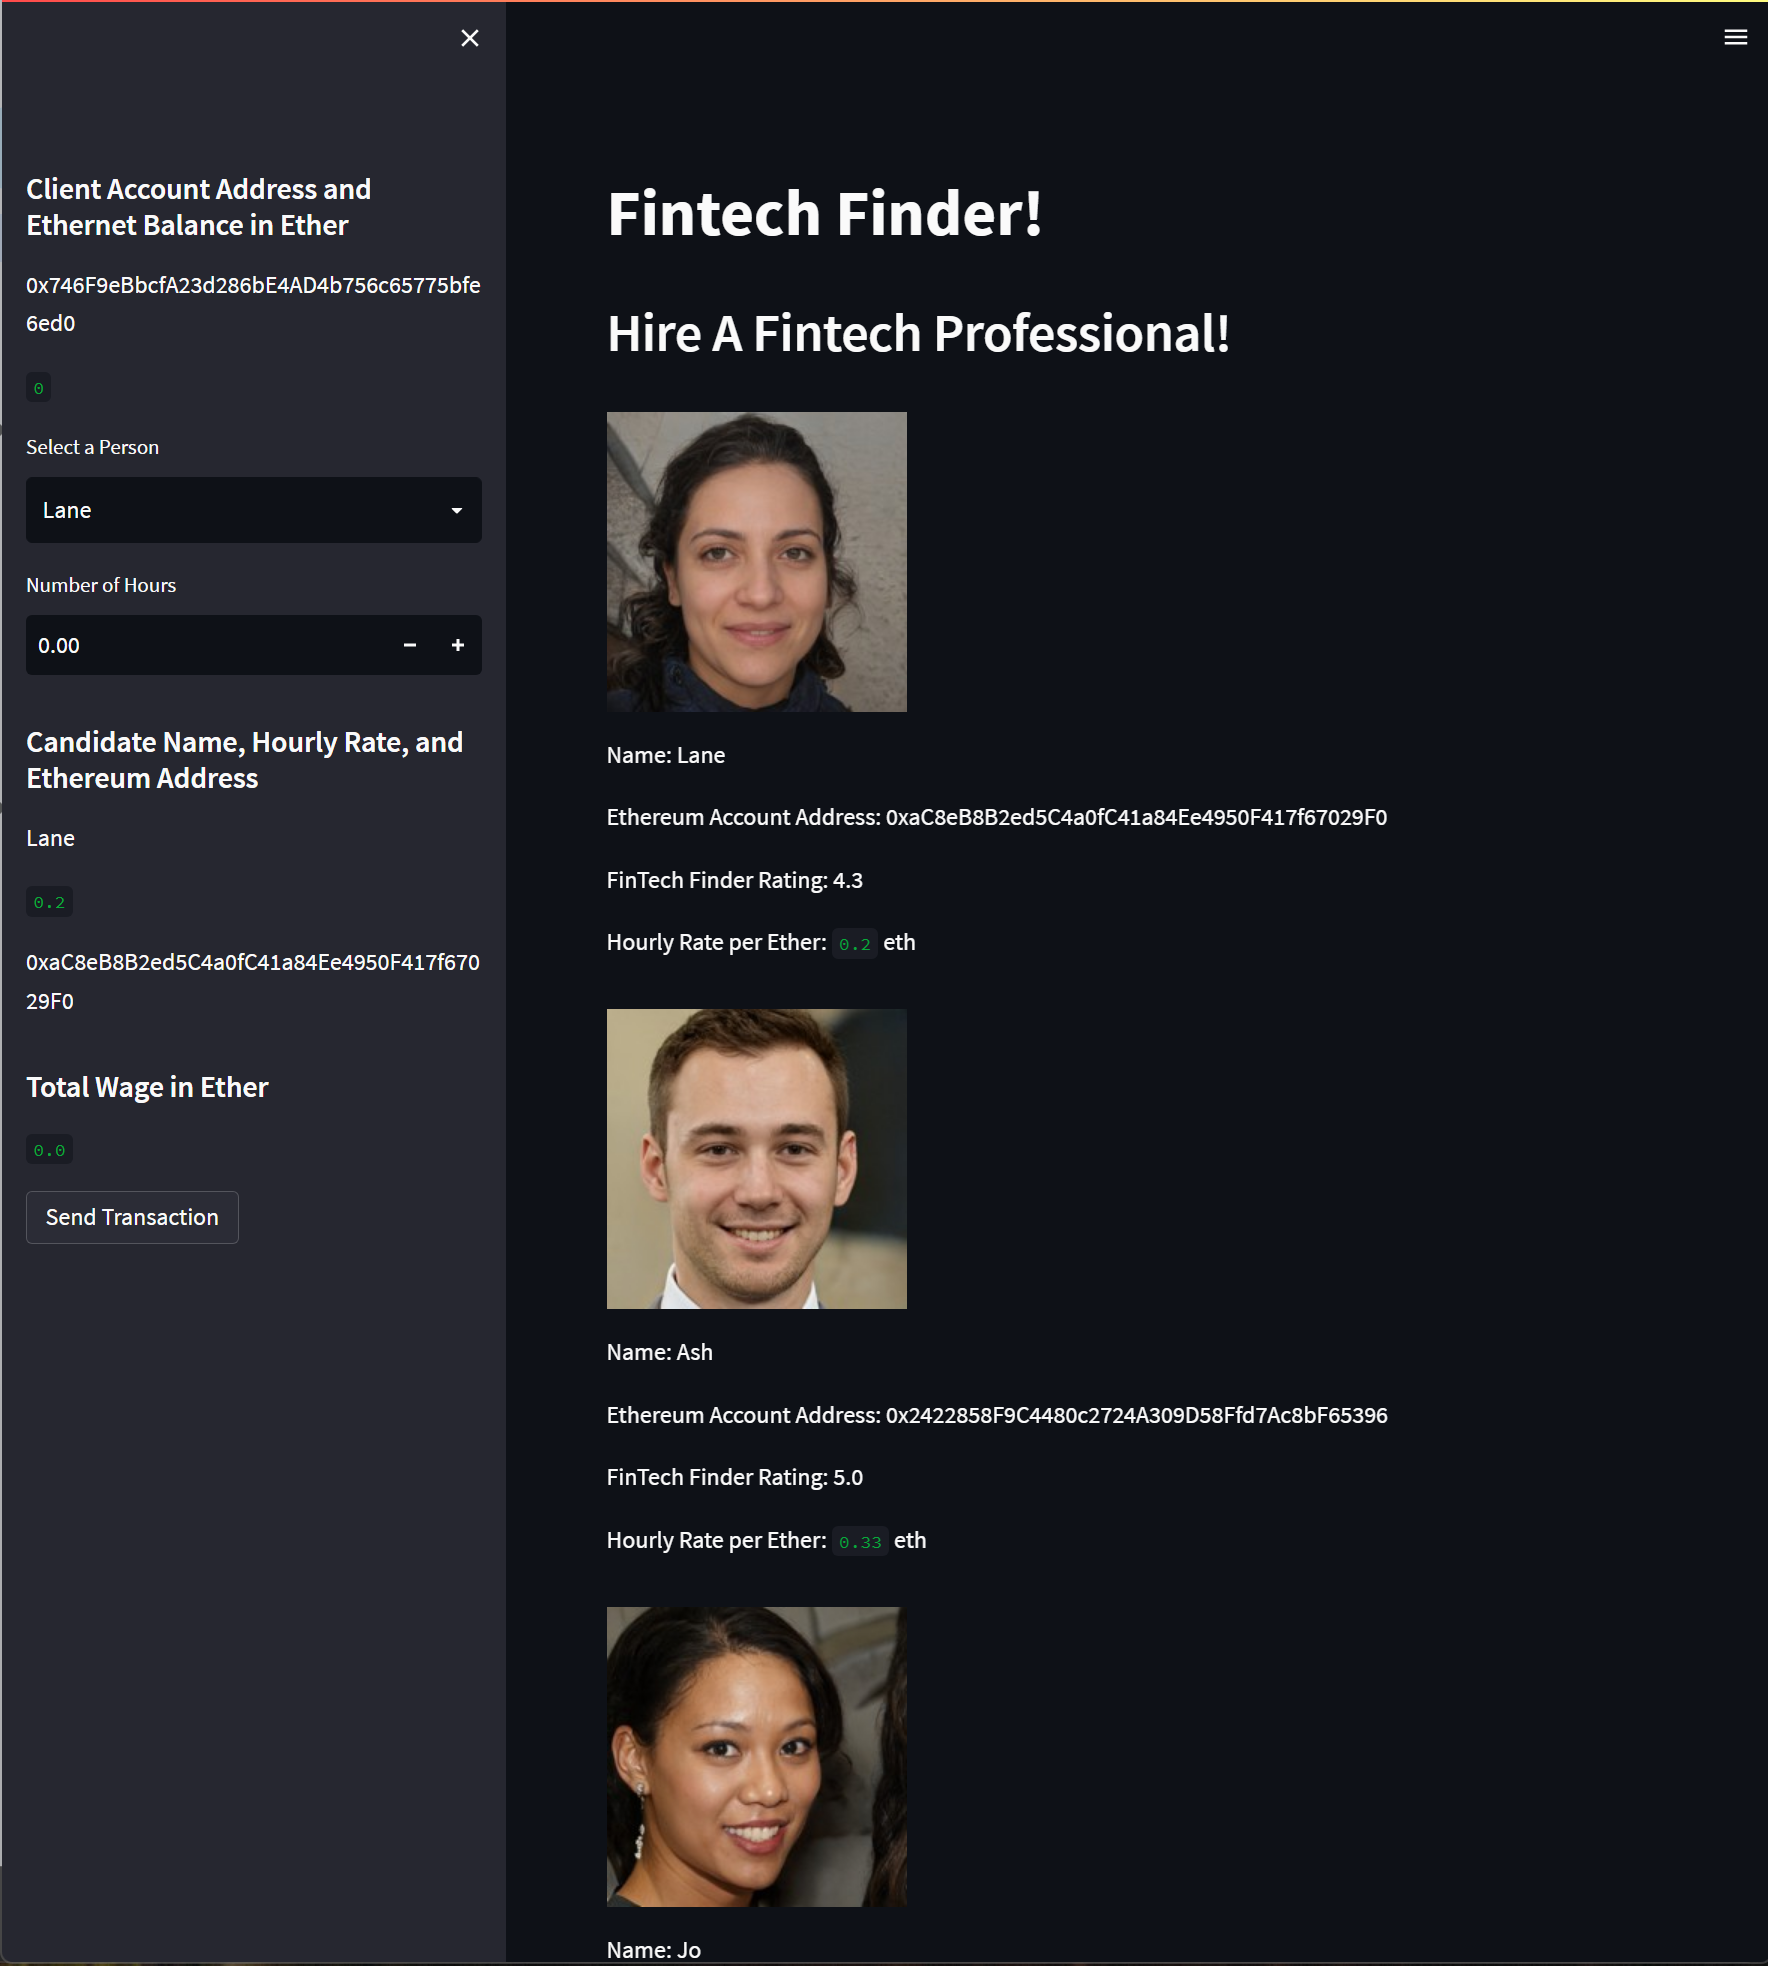 Client Account Address and
Ethernet Balance in Ether
0x746F9eBbcfA23d286bE4AD4b756c65775bfe
6ed0
0
Select a Person
Lane
Number of Hours
0.00
Candidate Name, Hourly Rate, and
Ethereum Address
Lane
0.2
0xaC8eB8B2ed5C4a0fC41a84Ee4950F417f670
29F0
Total Wage in Ether
0.0
Send Transaction
Fintech Finder!
Hire A Fintech Professional!
Name: Lane
Ethereum Account Address: 0xaC8eB8B2ed5C4a0fC41a84Ee4950F417f67029F0
FinTech Finder Rating: 4.3
Hourly Rate per Ether: 0.2 eth
Name: Ash
Ethereum Account Address: 0x2422858F9C4480c2724A309D58Ffd7Ac8bF65396
FinTech Finder Rating: 5.0
Hourly Rate per Ether: 0.33 eth
Name: Jo